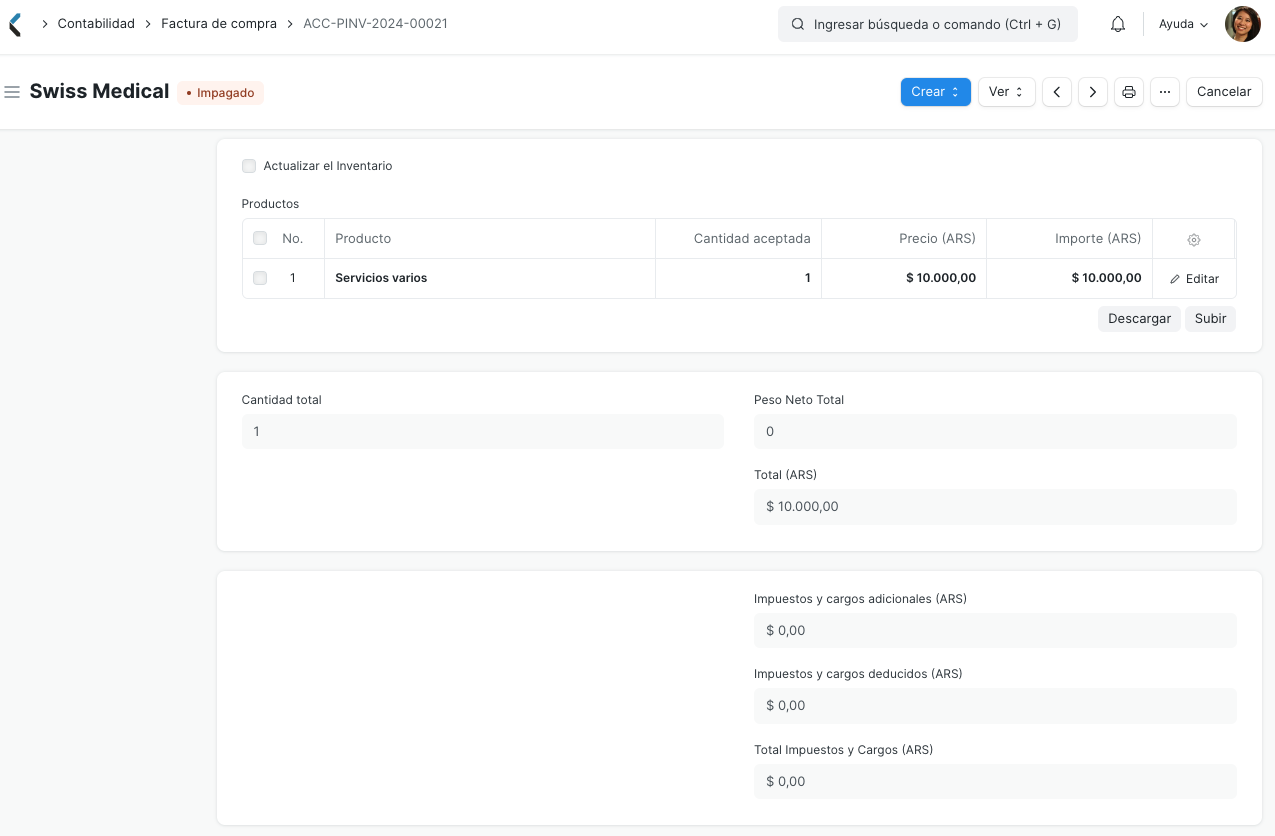 Contabilidad Factura de compra ACC-PINV-2024-00021 Ingresar búsqueda o comando (Ctrl + G) Ayuda
Swiss Medical Impagado Crear Ver ... Cancelar
Actualizar el Inventario
Productos
No. Producto Cantidad aceptada Precio (ARS) Importe (ARS)
1 Servicios varios 1 $ 10.000,00 $ 10.000,00 Editar
Descargar Subir
Cantidad total Peso Neto Total
1 0
Total (ARS)
$ 10.000,00
Impuestos y cargos adicionales (ARS)
$ 0,00
Impuestos y cargos deducidos (ARS)
$ 0,00
Total Impuestos y Cargos (ARS)
$ 0,00